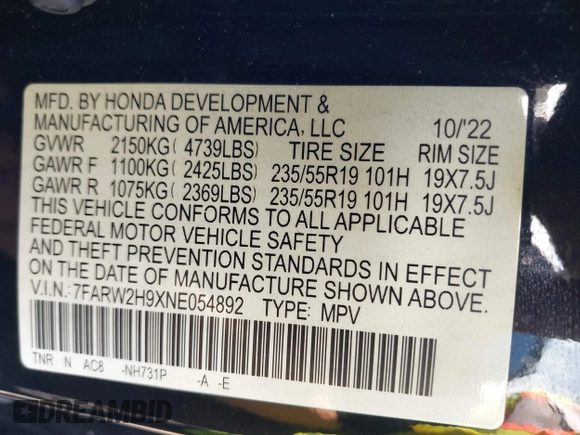 MFD. BY HONDA DEVELOPMENT &
MANUFACTURING OF AMERICA, LLC 10/'22
GVWR 2150KG ( 4739LBS) TIRE SIZE RIM SIZE
GAWR F 1100KG ( 2425LBS) 235/55R19 101H 19X7.5J
GAWR R 1075KG ( 2369LBS) 235/55R19 101H 19X7.5J
THIS VEHICLE CONFORMS TO ALL APPLICABLE
FEDERAL MOTOR VEHICLE SAFETY
AND THEFT PREVENTION STANDARDS IN EFFECT
ON THE DATE OF MANUFACTURE SHOWN ABOVE.
V.I.N.:7FARW2H9XNE054892 TYPE: MPV
TNR N AC8 -NH731P -A -E
DREAMBID